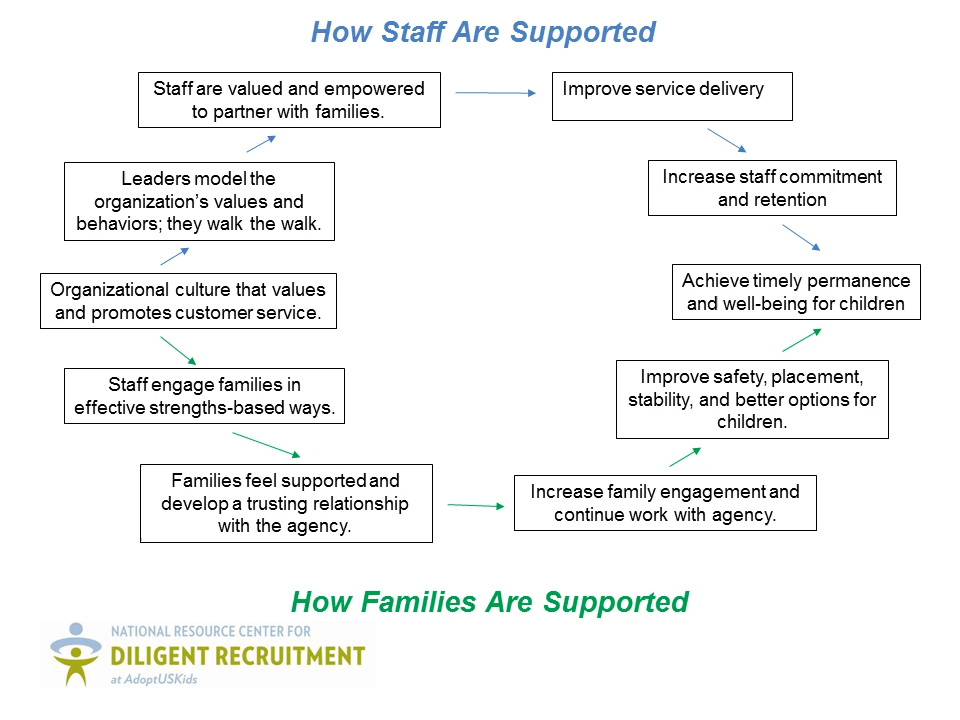 How Staff Are Supported
Staff are valued and empowered
to partner with families.
Improve service delivery
Leaders model the
organization's values and
behaviors; they walk the walk.
Increase staff commitment
and retention
Organizational culture that values
and promotes customer service.
Achieve timely permanence
and well-being for children
Staff engage families in
effective strengths-based ways.
Improve safety, placement,
stability, and better options for
children.
Families feel supported and
develop a trusting relationship
with the agency.
Increase family engagement and
continue work with agency.
How Families Are Supported
NATIONAL RESOURCE CENTER FOR
DILIGENT RECRUITMENT
at AdoptUSKids